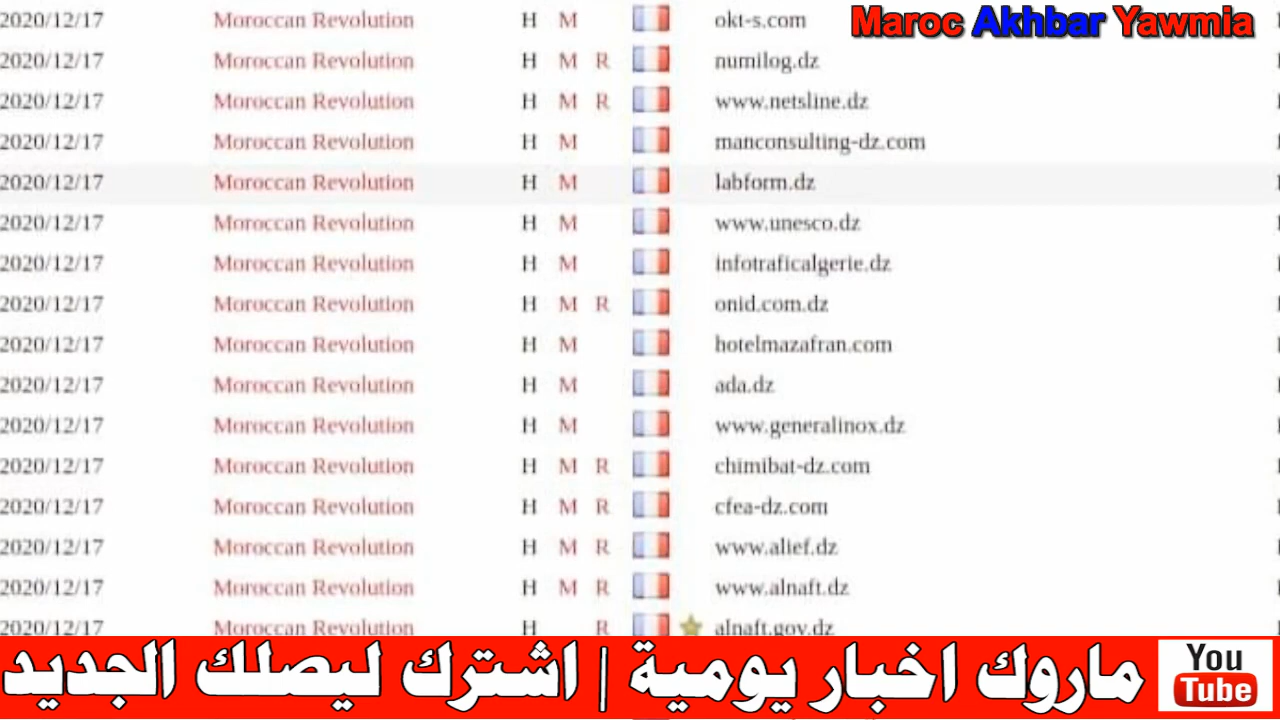 Maroc Akhbar Yawmia
2020/12/17 Moroccan Revolution H M okt-s.com
2020/12/17 Moroccan Revolution H M R numilog.dz
2020/12/17 Moroccan Revolution H M R www.netsline.dz
2020/12/17 Moroccan Revolution H M manconsulting-dz.com
2020/12/17 Moroccan Revolution H M labform.dz
2020/12/17 Moroccan Revolution H M www.unesco.dz
2020/12/17 Moroccan Revolution H M infotraficalgerie.dz
2020/12/17 Moroccan Revolution H M R onid.com.dz
2020/12/17 Moroccan Revolution H M hotelmazafran.com
2020/12/17 Moroccan Revolution H M ada.dz
2020/12/17 Moroccan Revolution H M www.generalinox.dz
2020/12/17 Moroccan Revolution H M R chimibat-dz.com
2020/12/17 Moroccan Revolution H M R cfea-dz.com
2020/12/17 Moroccan Revolution H M R www.alief.dz
2020/12/17 Moroccan Revolution H M R www.alnaft.dz
2020/12/17 Moroccan Revolution H R alnaft.gov.dz
ماروك اخبار يومية | اشترك ليصلك الجديد
You
Tube